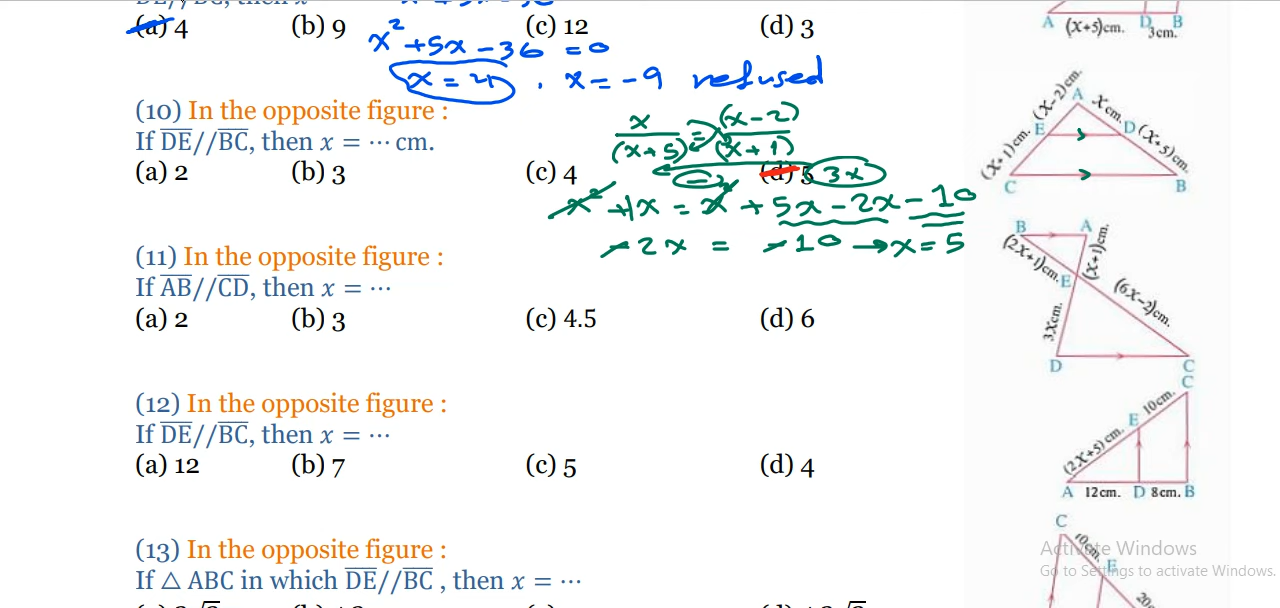 (a) 4 (b) 9 (c) 12 (d) 3
x² + 5x − 36 = 0
x = 4 , x = −9 refused
A (x+5)cm. D 3cm. B
(10) In the opposite figure :
If DE//BC, then x = ⋯ cm.
(a) 2 (b) 3 (c) 4 (d) 5
x/(x+5) = (x−2)/(x+1)
3x
x² + 1x = x² + 5x − 2x − 10
−2x = −10 → x = 5
A x cm. D (x+5)cm. B
(x−2)cm. E (x+1)cm. C
(11) In the opposite figure :
If AB//CD, then x = ⋯
(a) 2 (b) 3 (c) 4.5 (d) 6
B A
(2x+1)cm. E (x+1)cm.
(6x−2)cm.
3xcm.
D C
(12) In the opposite figure :
If DE//BC, then x = ⋯
(a) 12 (b) 7 (c) 5 (d) 4
C
10cm.
E
(2x+5)cm.
A 12cm. D 8cm. B
(13) In the opposite figure :
If △ ABC in which DE//BC , then x = ⋯
C
10cm.
E
Activate Windows
Go to Settings to activate Windows.